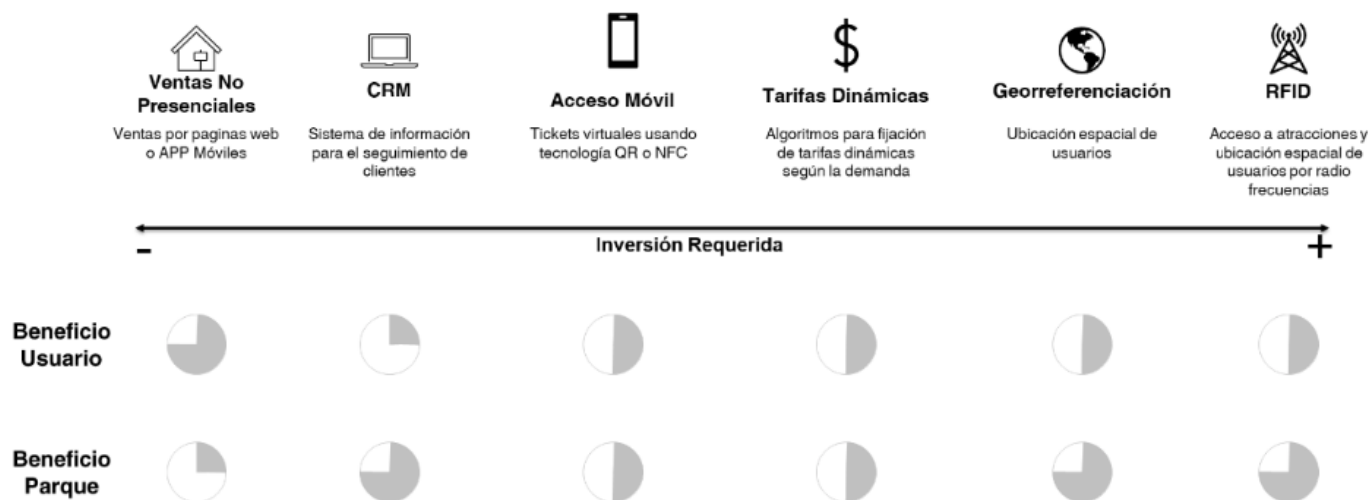 Ventas No
Presenciales
Ventas por paginas web
o APP Móviles
CRM
Sistema de información
para el seguimiento de
clientes
Acceso Móvil
Tickets virtuales usando
tecnología QR o NFC
$
Tarifas Dinámicas
Algoritmos para fijación
de tarifas dinámicas
según la demanda
Georreferenciación
Ubicación espacial de
usuarios
RFID
Acceso a atracciones y
ubicación espacial de
usuarios por radio
frecuencias
-
Inversión Requerida
+
Beneficio
Usuario
Beneficio
Parque